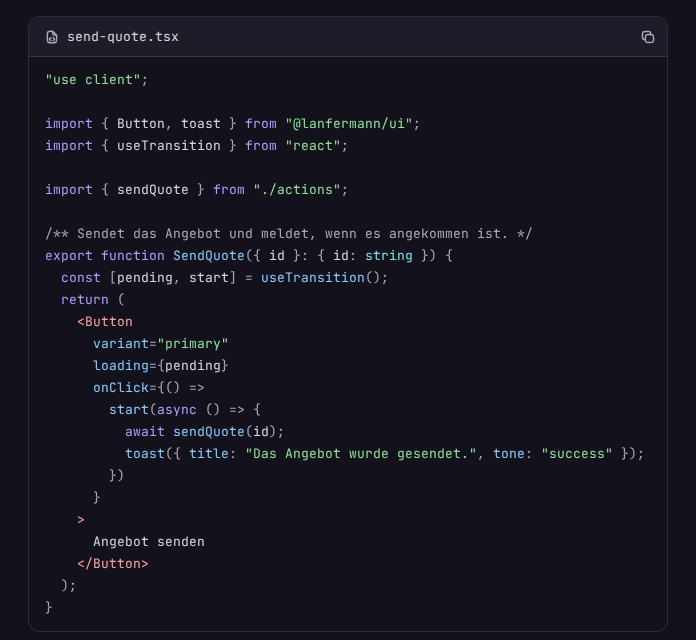 send-quote.tsx
"use client";
import { Button, toast } from "@lanfermann/ui";
import { useTransition } from "react";
import { sendQuote } from "./actions";
/** Sendet das Angebot und meldet, wenn es angekommen ist. */
export function SendQuote({ id }: { id: string }) {
  const [pending, start] = useTransition();
  return (
    <Button
      variant="primary"
      loading={pending}
      onClick={() =>
        start(async () => {
          await sendQuote(id);
          toast({ title: "Das Angebot wurde gesendet.", tone: "success" });
        })
      }
    >
      Angebot senden
    </Button>
  );
}